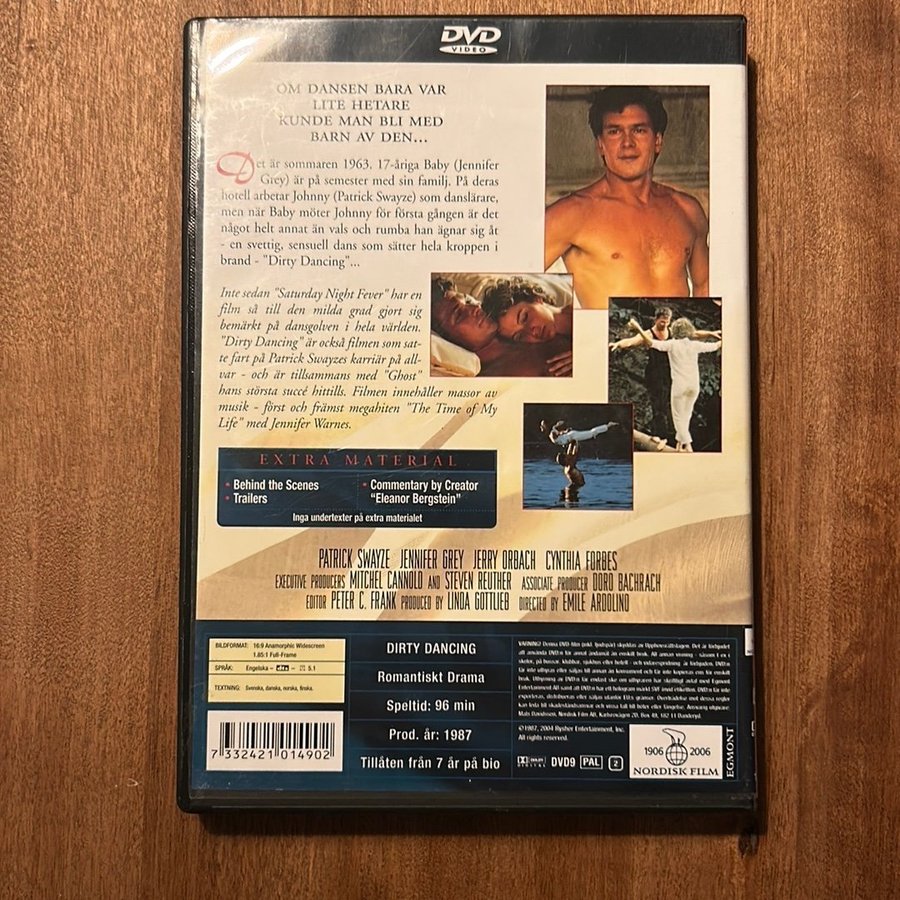 DVD
VIDEO
OM DANSEN BARA VAR
LITE HETARE
KUNDE MAN BLI MED
BARN AV DEN...
Det är sommaren 1963. 17-åriga Baby (Jennifer
Grey) är på semester med sin familj. På deras
hotell arbetar Johnny (Patrick Swayze) som danslärare,
men när Baby möter Johnny för första gången är det
något helt annat än vals och rumba han ägnar sig åt
- en svettig, sensuell dans som sätter hela kroppen i
brand - "Dirty Dancing"...
Inte sedan "Saturday Night Fever" har en
film så till den milda grad gjort sig
bemärkt på dansgolven i hela världen.
"Dirty Dancing" är också filmen som sat-
te fart på Patrick Swayzes karriär på all-
var - och är tillsammans med "Ghost"
hans största succé hittills. Filmen innehåller massor av
musik - först och främst megahiten "The Time of My
Life" med Jennifer Warnes.
EXTRA MATERIAL
• Behind the Scenes
• Trailers
• Commentary by Creator
"Eleanor Bergstein"
Inga undertexter på extra materialet
PATRICK SWAYZE JENNIFER GREY JERRY ORBACH CYNTHIA FORBES
EXECUTIVE PRODUCERS MITCHEL CANNOLD AND STEVEN REUTHER ASSOCIATE PRODUCER DORO BACHRACH
EDITOR PETER C. FRANK PRODUCED BY LINDA GOTTLIEB DIRECTED BY EMILE ARDOLINO
BILDFORMAT: 16:9 Anamorphic Widescreen
1.85:1 Full-Frame
SPRÅK: Engelska - dts - 5.1
TEXTNING: Svenska, danska, norska, finska.
7 332421 014902
DIRTY DANCING
Romantiskt Drama
Speltid: 96 min
Prod. år: 1987
Tillåten från 7 år på bio
©1987, 2004 Rysher Entertainment, Inc.
All rights reserved.
DOLBY DIGITAL DVD9 PAL 2
1906 2006
NORDISK FILM
EGMONT